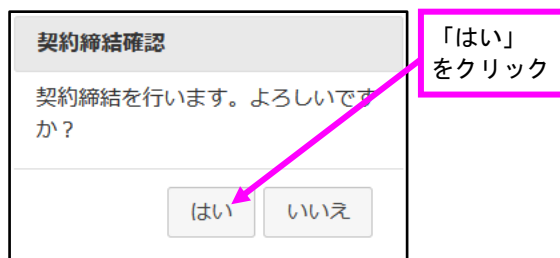 契約締結確認
「はい」
をクリック
契約締結を行います。よろしいです
か？
はい
いいえ